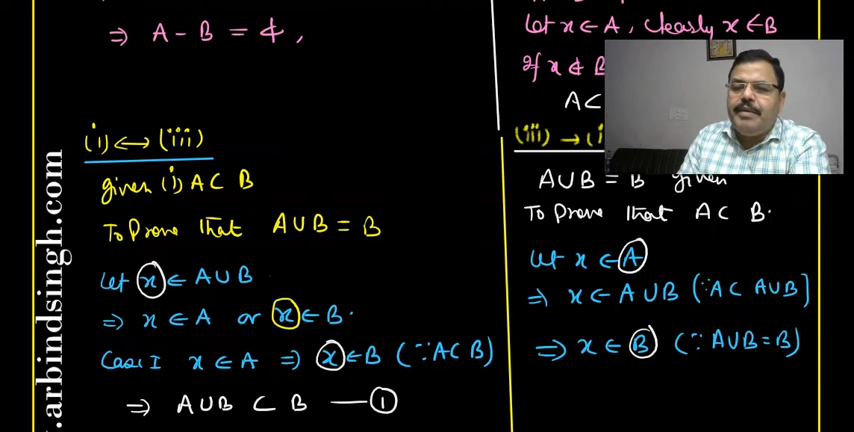 ⇒ A - B = ϕ,
(i) ↔ (iii)
given (i) A ⊂ B
To Prove that A ∪ B = B
Let x ∈ A ∪ B
⇒ x ∈ A or x ∈ B.
Case I x ∈ A ⇒ x ∈ B (∵ A ⊂ B)
⇒ A ∪ B ⊂ B — ①
Let x ∈ A, clearly x ∈ B
If x ∉ B
A ⊂
(iii) → (i
A ∪ B = B given
To Prove that A ⊂ B.
Let x ∈ A
⇒ x ∈ A ∪ B (∵ A ⊂ A ∪ B]
⇒ x ∈ B (∵ A ∪ B = B)
.arbindsingh.com